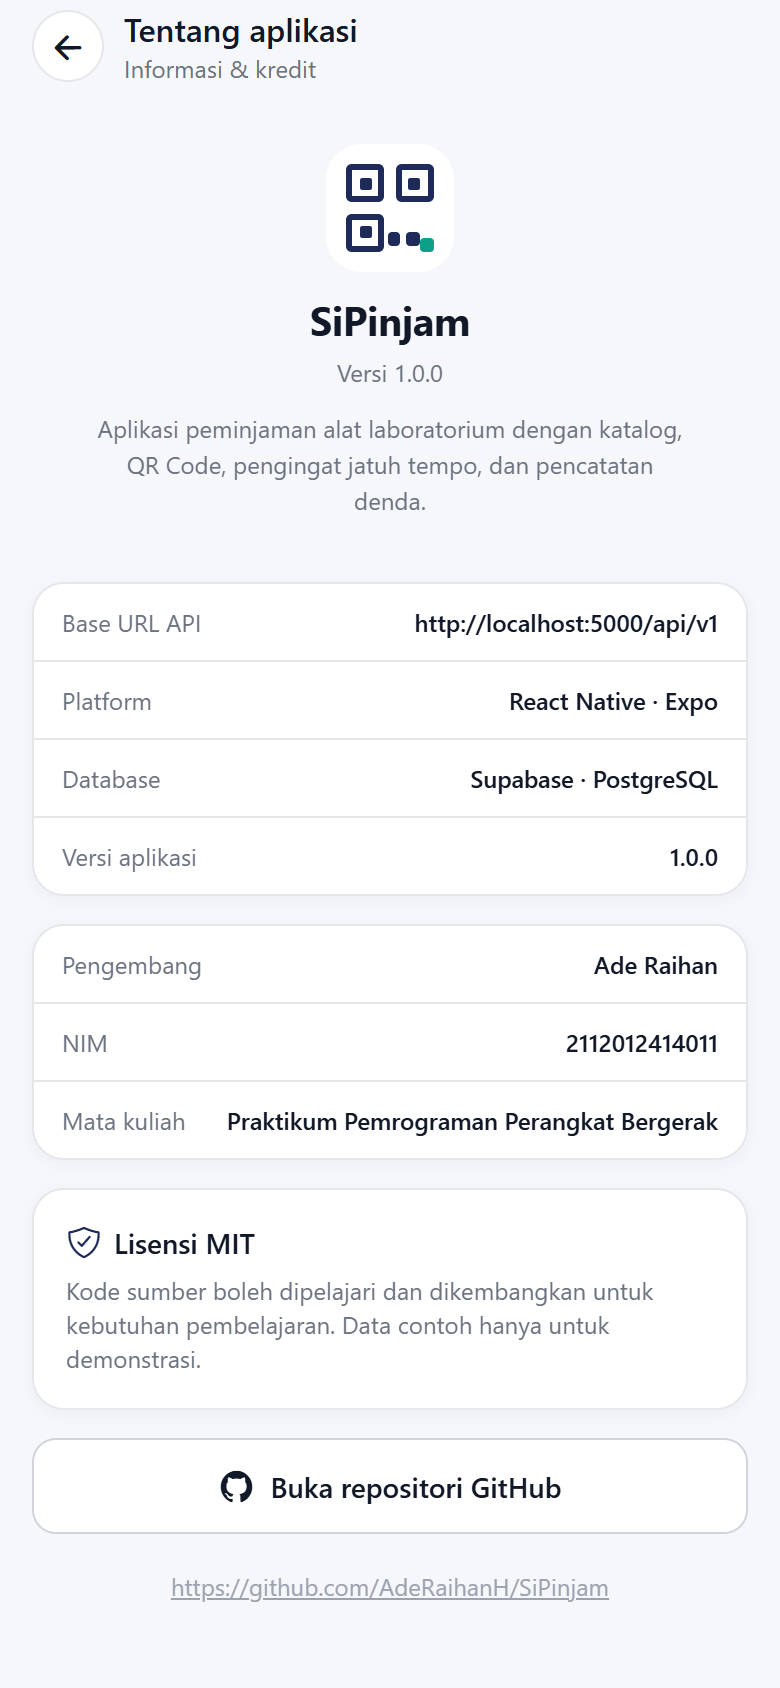 Tentang aplikasi
Informasi & kredit
SiPinjam
Versi 1.0.0
Aplikasi peminjaman alat laboratorium dengan katalog,
QR Code, pengingat jatuh tempo, dan pencatatan
denda.
Base URL API http://localhost:5000/api/v1
Platform React Native · Expo
Database Supabase · PostgreSQL
Versi aplikasi 1.0.0
Pengembang Ade Raihan
NIM 2112012414011
Mata kuliah Praktikum Pemrograman Perangkat Bergerak
Lisensi MIT
Kode sumber boleh dipelajari dan dikembangkan untuk
kebutuhan pembelajaran. Data contoh hanya untuk
demonstrasi.
Buka repositori GitHub
https://github.com/AdeRaihanH/SiPinjam